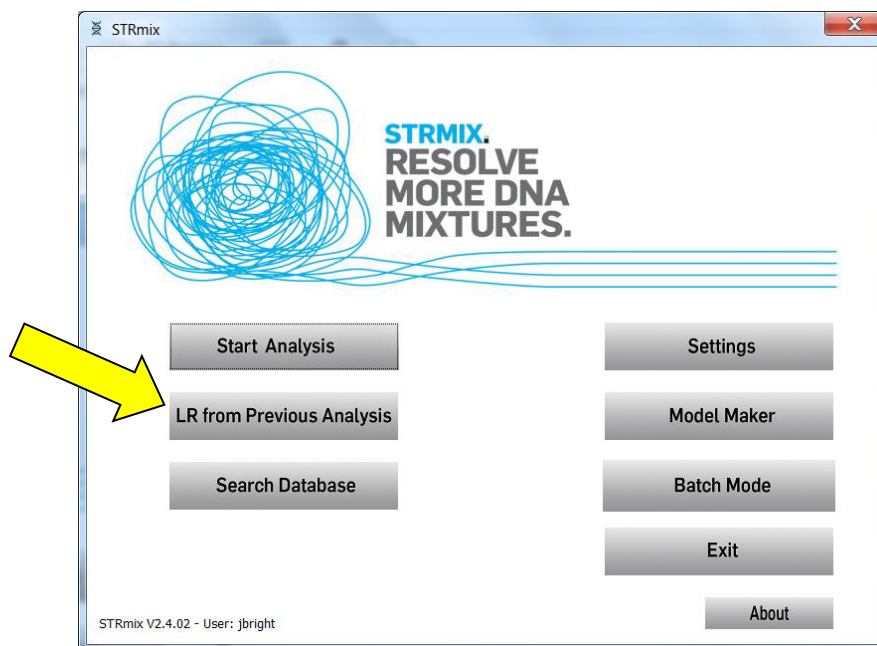 STRmix
STRMIX.
RESOLVE
MORE DNA
MIXTURES.
Start Analysis
Settings
LR from Previous Analysis
Model Maker
Search Database
Batch Mode
Exit
About
STRmix V2.4.02 - User: jbright